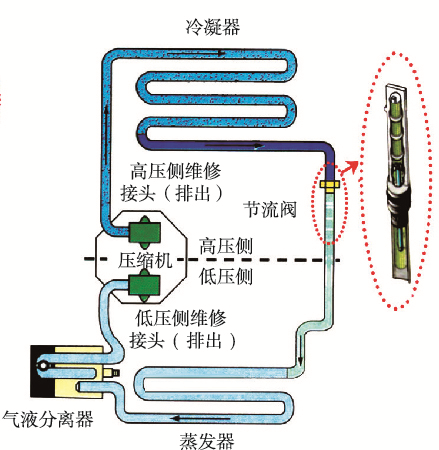 冷凝器
高压侧维修
接头（排出）
节流阀
高压侧
压缩机
低压侧
低压侧维修
接头（排出）
气液分离器
蒸发器